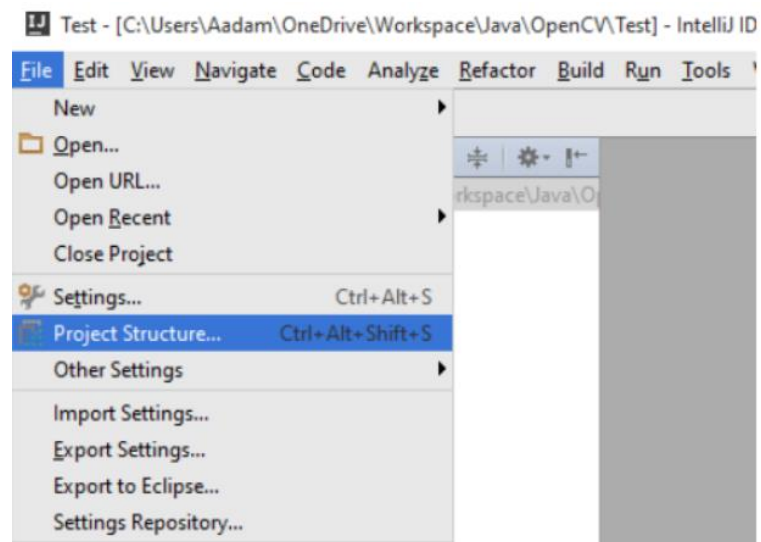 IJ Test - [C:\Users\Aadam\OneDrive\Workspace\Java\OpenCV\Test] - IntelliJ ID
File Edit View Navigate Code Analyze Refactor Build Run Tools
New
Open...
rkspace\Java\O
Open URL...
Open Recent
Close Project
Settings... Ctrl+Alt+S
Project Structure... Ctrl+Alt+Shift+S
Other Settings
Import Settings...
Export Settings...
Export to Eclipse...
Settings Repository...